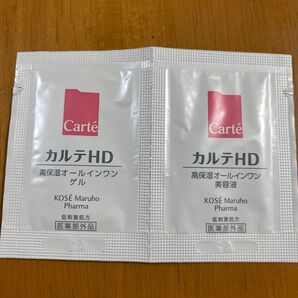 Carté
カルテHD
高保湿オールインワン
ゲル
KOSÉ Maruho
Pharma
低刺激処方
医薬部外品
Carté
カルテHD
高保湿オールインワン
美容液
KOSÉ Maruho
Pharma
低刺激処方
医薬部外品